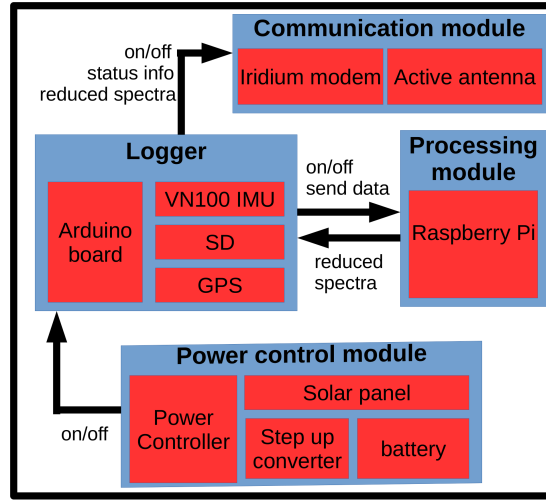 Communication module
Iridium modem
Active antenna
on/off
status info
reduced spectra
Logger
Arduino
board
VN100 IMU
SD
GPS
on/off
send data
reduced
spectra
Processing
module
Raspberry Pi
Power control module
Power
Controller
Solar panel
Step up
converter
battery
on/off